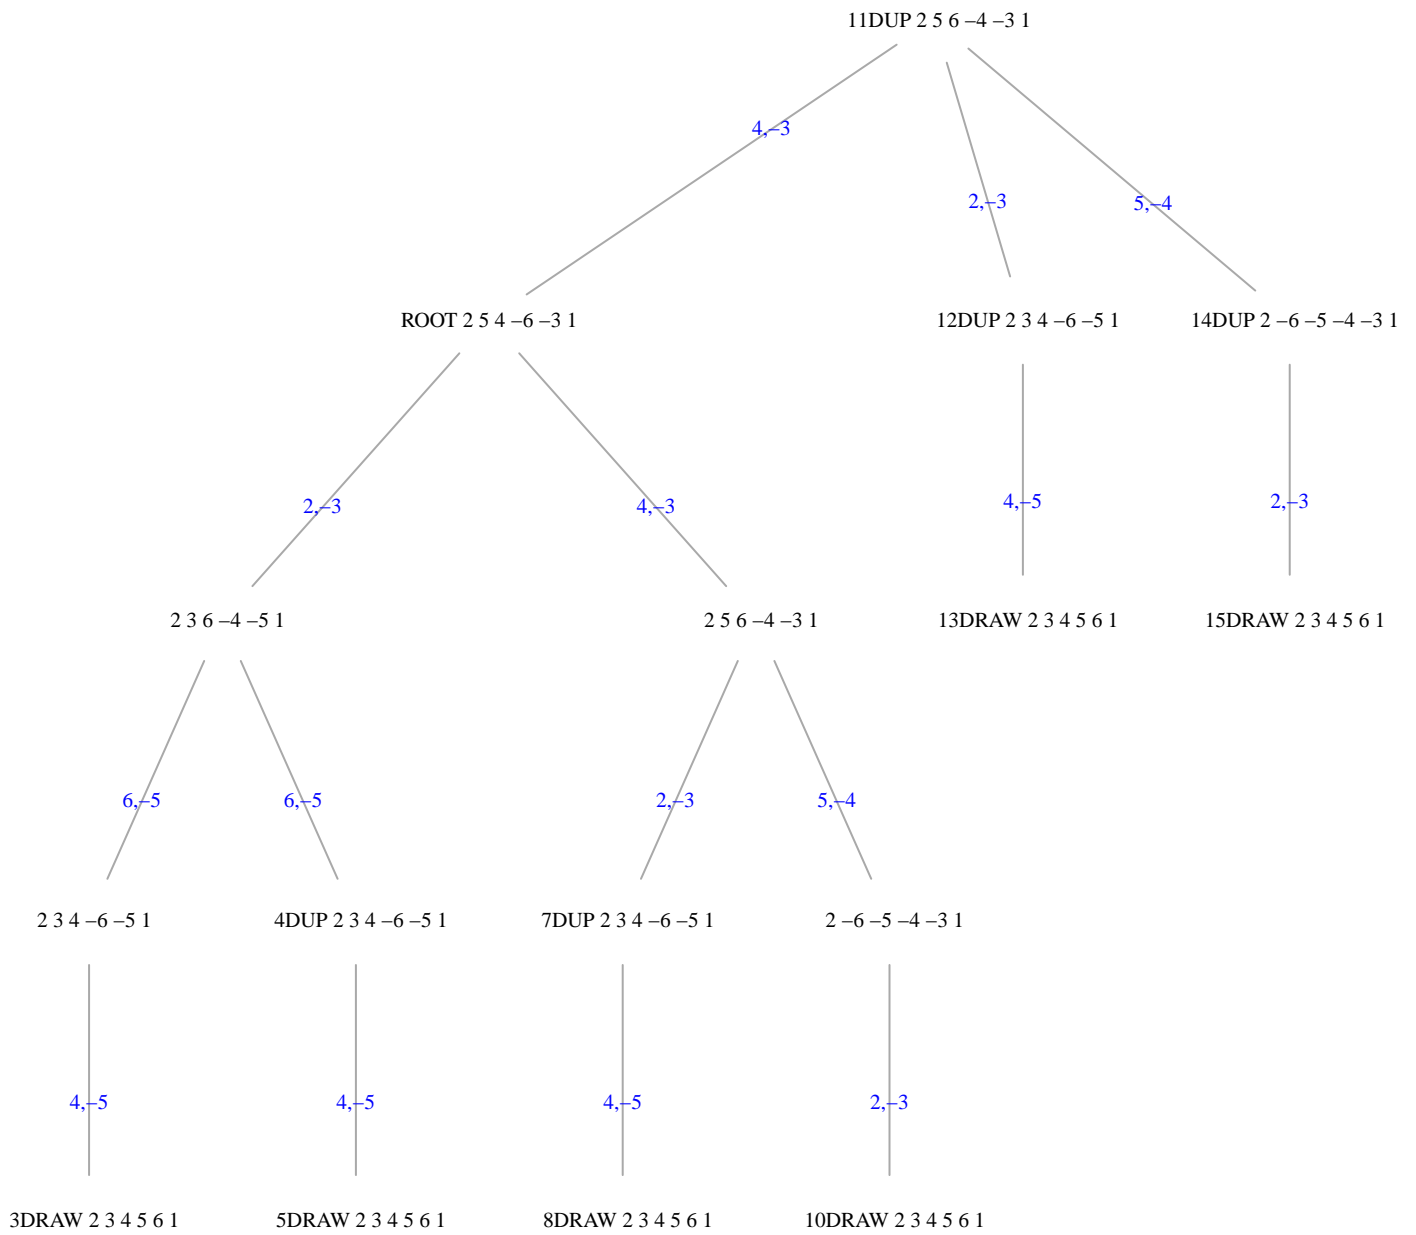 11DUP 2 5 6 –4 –3 1
4,–3
2,–3
5,–4
ROOT 2 5 4 –6 –3 1
12DUP 2 3 4 –6 –5 1
14DUP 2 –6 –5 –4 –3 1
2,–3
4,–3
4,–5
2,–3
2 3 6 –4 –5 1
2 5 6 –4 –3 1
13DRAW 2 3 4 5 6 1
15DRAW 2 3 4 5 6 1
6,–5
6,–5
2,–3
5,–4
2 3 4 –6 –5 1
4DUP 2 3 4 –6 –5 1
7DUP 2 3 4 –6 –5 1
2 –6 –5 –4 –3 1
4,–5
4,–5
4,–5
2,–3
3DRAW 2 3 4 5 6 1
5DRAW 2 3 4 5 6 1
8DRAW 2 3 4 5 6 1
10DRAW 2 3 4 5 6 1